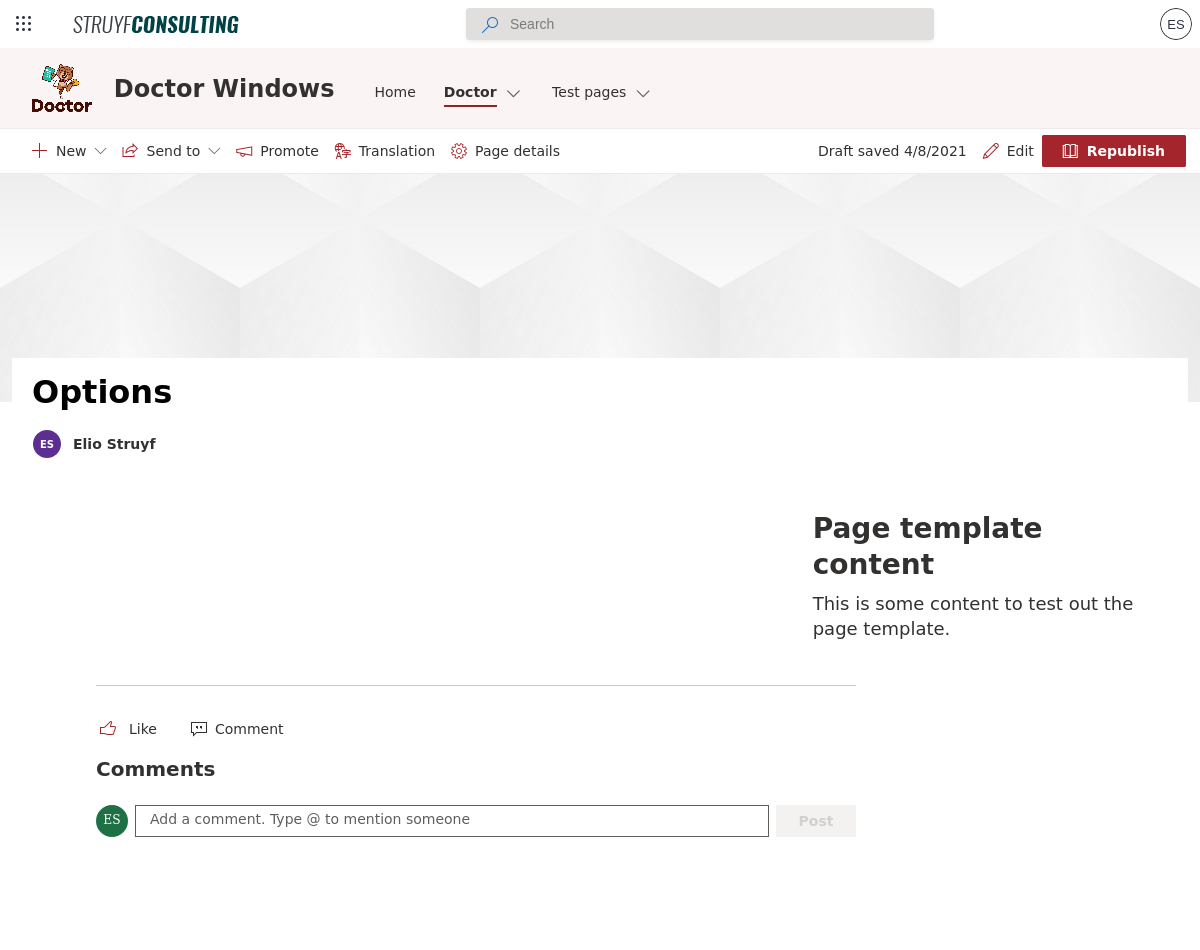 STRUYFCONSULTING
Search
ES
Doctor
Doctor Windows
Home
Doctor
Test pages
New
Send to
Promote
Translation
Page details
Draft saved 4/8/2021
Edit
Republish
Options
ES
Elio Struyf
Page template
content
This is some content to test out the
page template.
Like
Comment
Comments
ES
Add a comment. Type @ to mention someone
Post